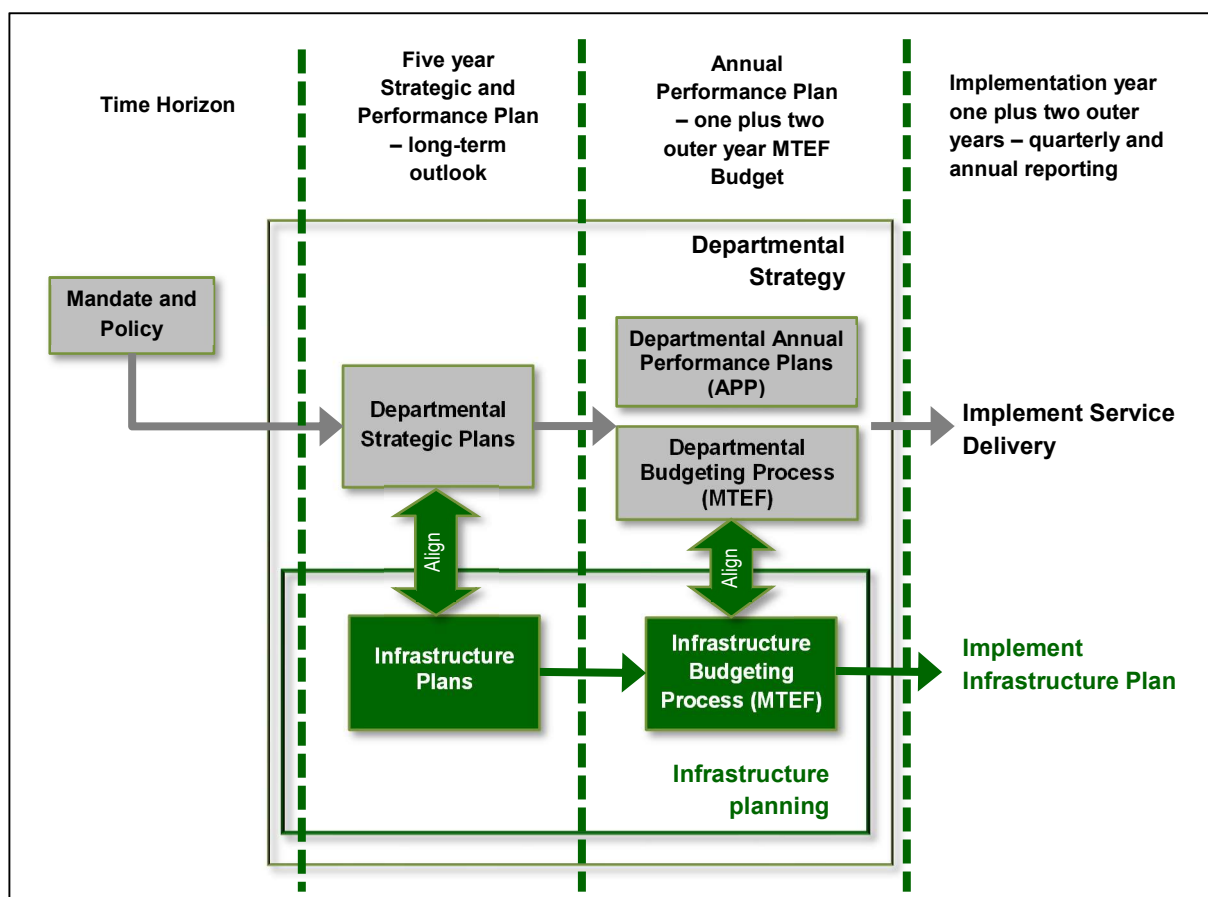 Time Horizon
Five year
Strategic and
Performance Plan
– long-term
outlook
Annual
Performance Plan
– one plus two
outer year MTEF
Budget
Implementation year
one plus two outer
years – quarterly and
annual reporting
Departmental
Strategy
Mandate and
Policy
Departmental
Strategic Plans
Departmental Annual
Performance Plans
(APP)
Departmental
Budgeting Process
(MTEF)
Implement Service
Delivery
Align
Align
Infrastructure
Plans
Infrastructure
Budgeting
Process (MTEF)
Implement
Infrastructure Plan
Infrastructure
planning